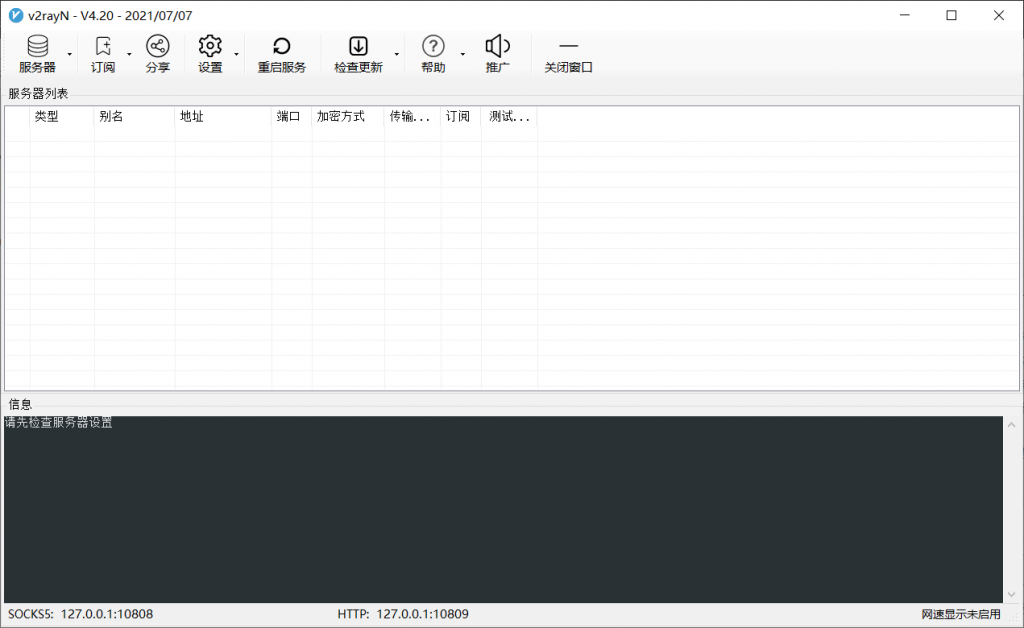 v2rayN - V4.20 - 2021/07/07
服务器 订阅 分享 设置 重启服务 检查更新 帮助 推广 关闭窗口
服务器列表
类型 别名 地址 端口 加密方式 传输... 订阅 测试...
信息
请先检查服务器设置
SOCKS5: 127.0.0.1:10808 HTTP: 127.0.0.1:10809 网速显示未启用